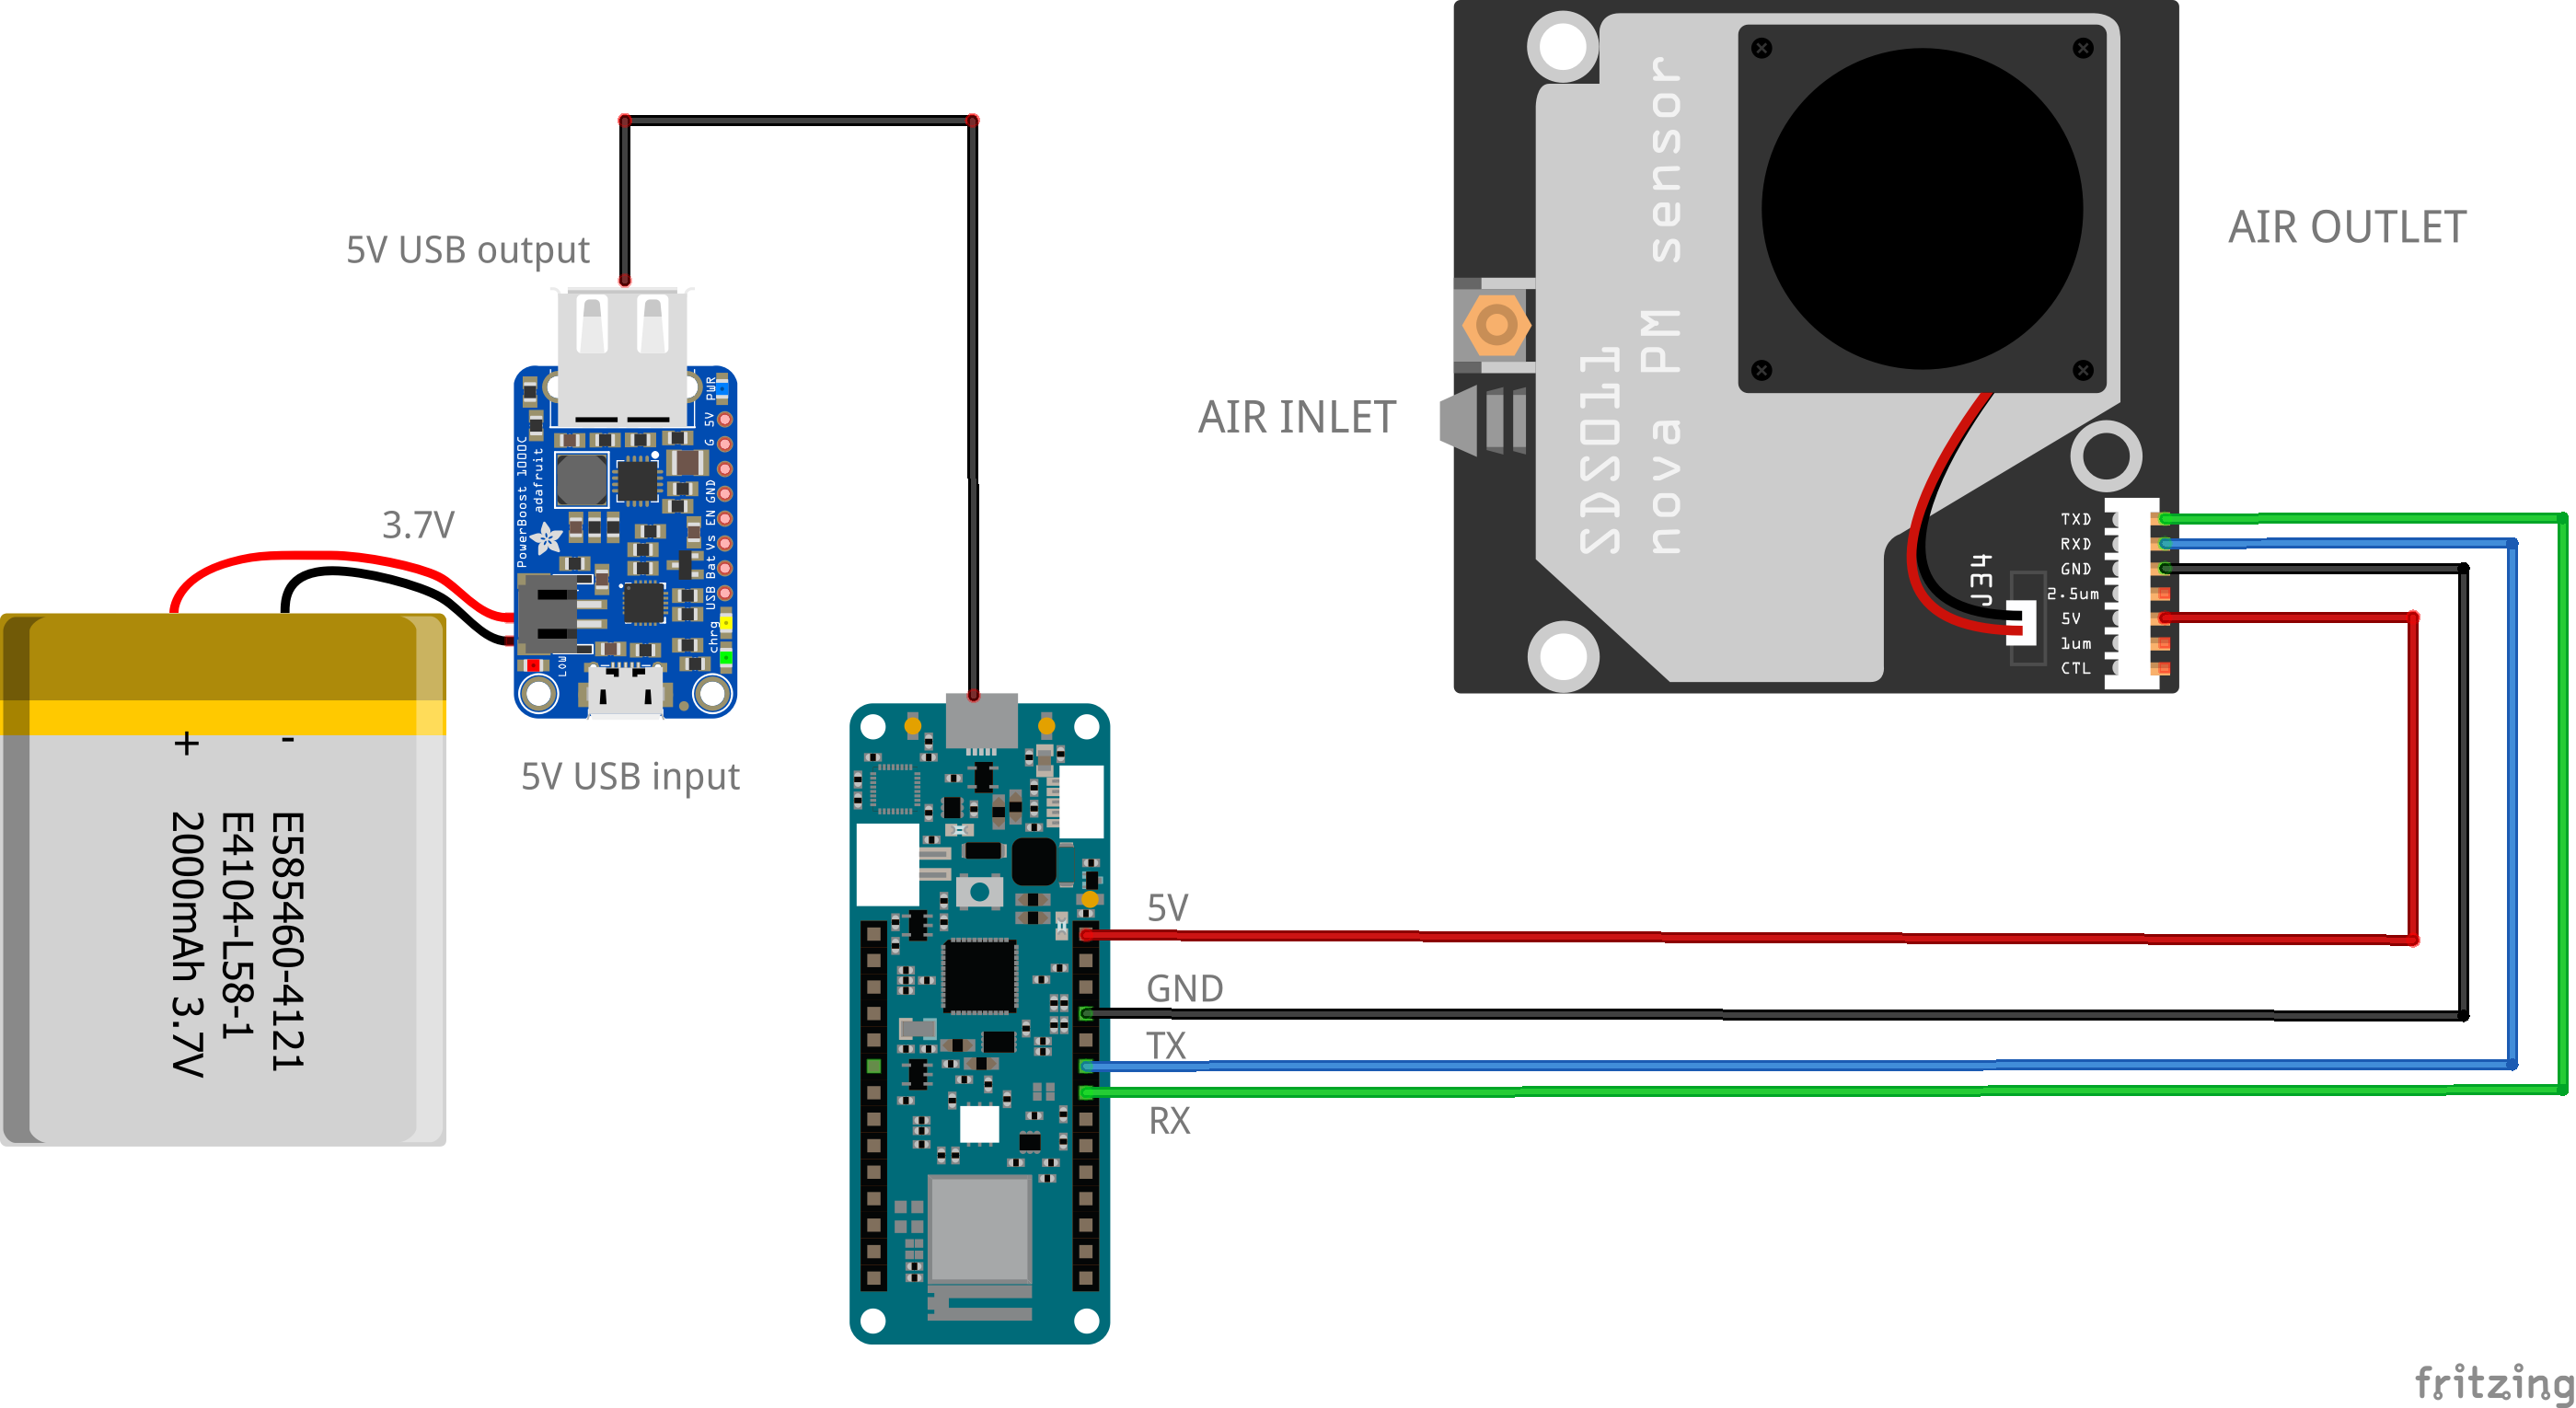 5V USB output
3.7V
5V USB input
+ -
E585460-4121
E4104-L58-1
2000mAh 3.7V
PowerBoost 1000C
adafruit
PWR
5V
G
GND
EN
Vs
Bat
USB
chrg
Low
AIR INLET
AIR OUTLET
SDS011
nova PM sensor
J34
TXD
RXD
GND
2.5um
5V
1um
CTL
5V
GND
TX
RX
fritzing